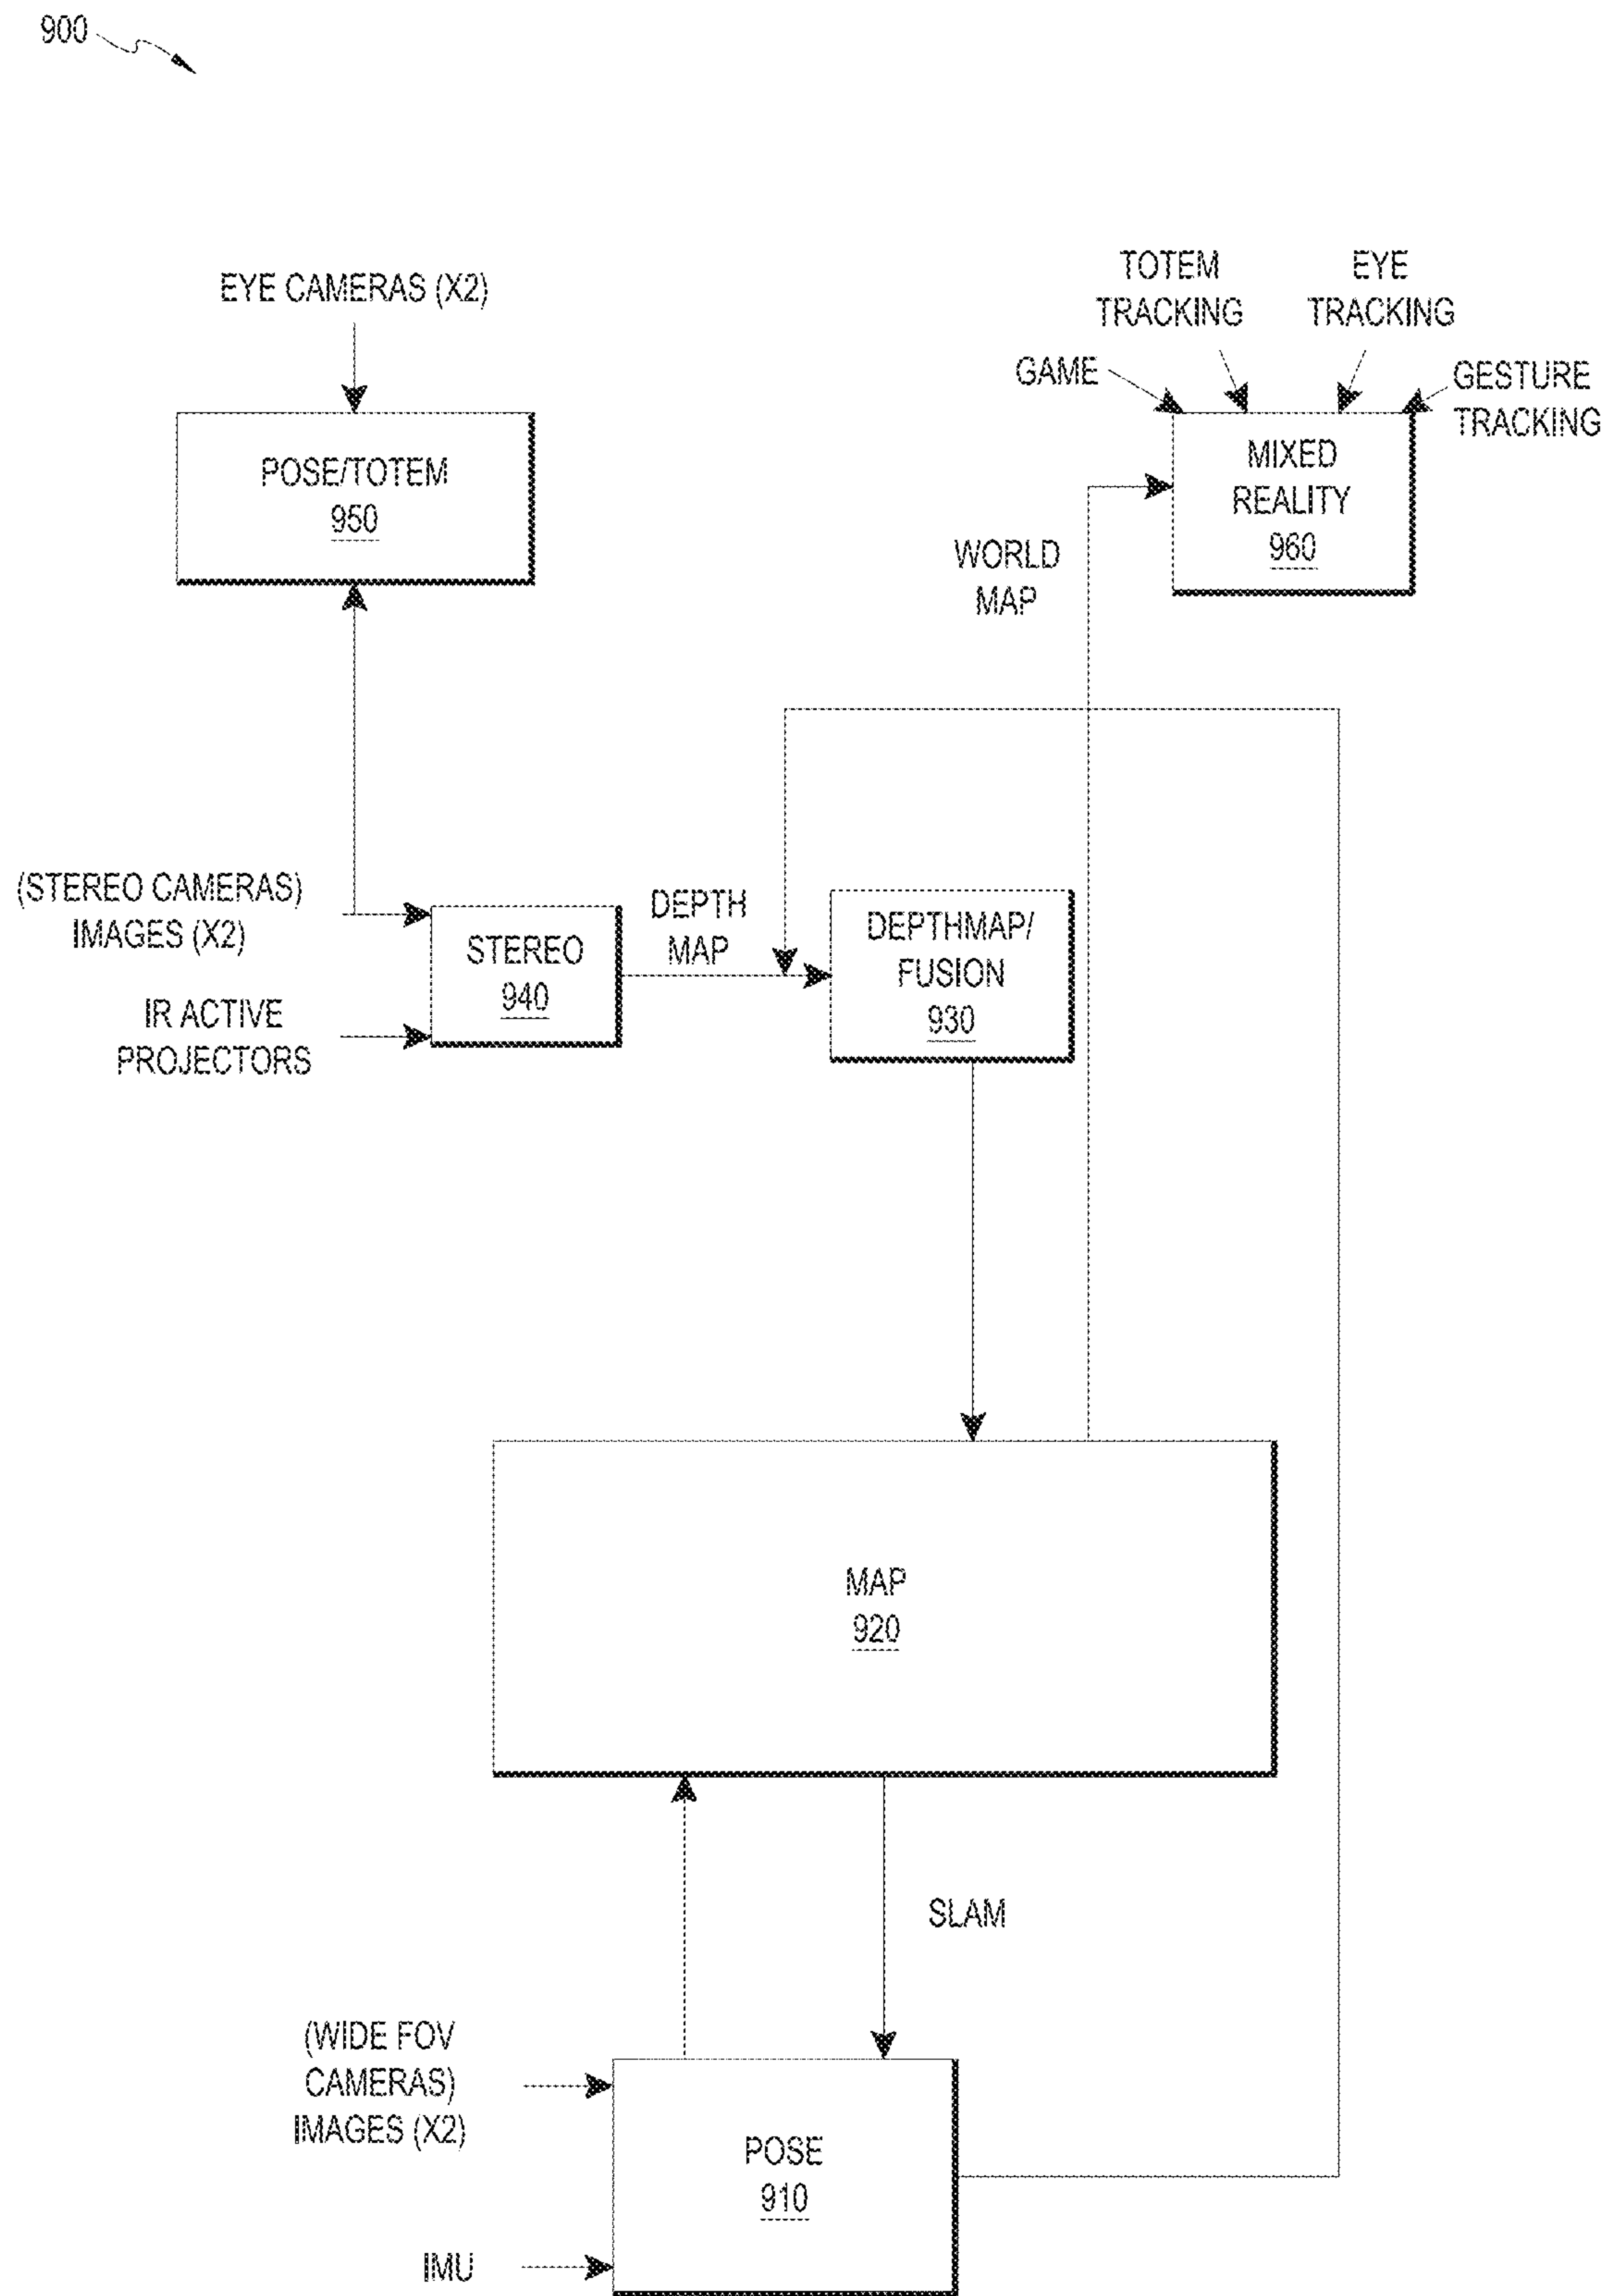 900
EYE CAMERAS (X2)
POSE/TOTEM
950
TOTEM
TRACKING
EYE
TRACKING
GAME
GESTURE
TRACKING
MIXED
REALITY
960
WORLD
MAP
(STEREO CAMERAS)
IMAGES (X2)
IR ACTIVE
PROJECTORS
STEREO
940
DEPTH
MAP
DEPTHMAP/
FUSION
930
MAP
920
SLAM
(WIDE FOV
CAMERAS)
IMAGES (X2)
IMU
POSE
910